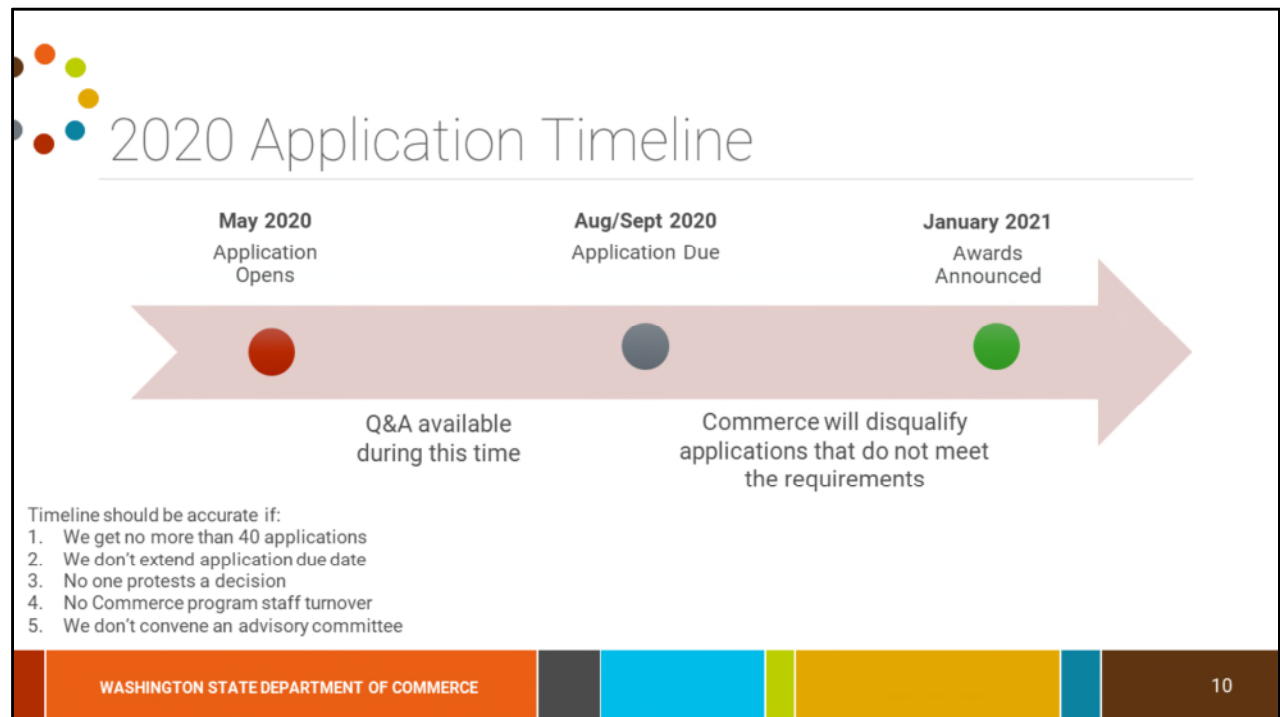 2020 Application Timeline
May 2020
Application
Opens
Aug/Sept 2020
Application Due
January 2021
Awards
Announced
Q&A available
during this time
Commerce will disqualify
applications that do not meet
the requirements
Timeline should be accurate if:
1. We get no more than 40 applications
2. We don't extend application due date
3. No one protests a decision
4. No Commerce program staff turnover
5. We don't convene an advisory committee
WASHINGTON STATE DEPARTMENT OF COMMERCE
10